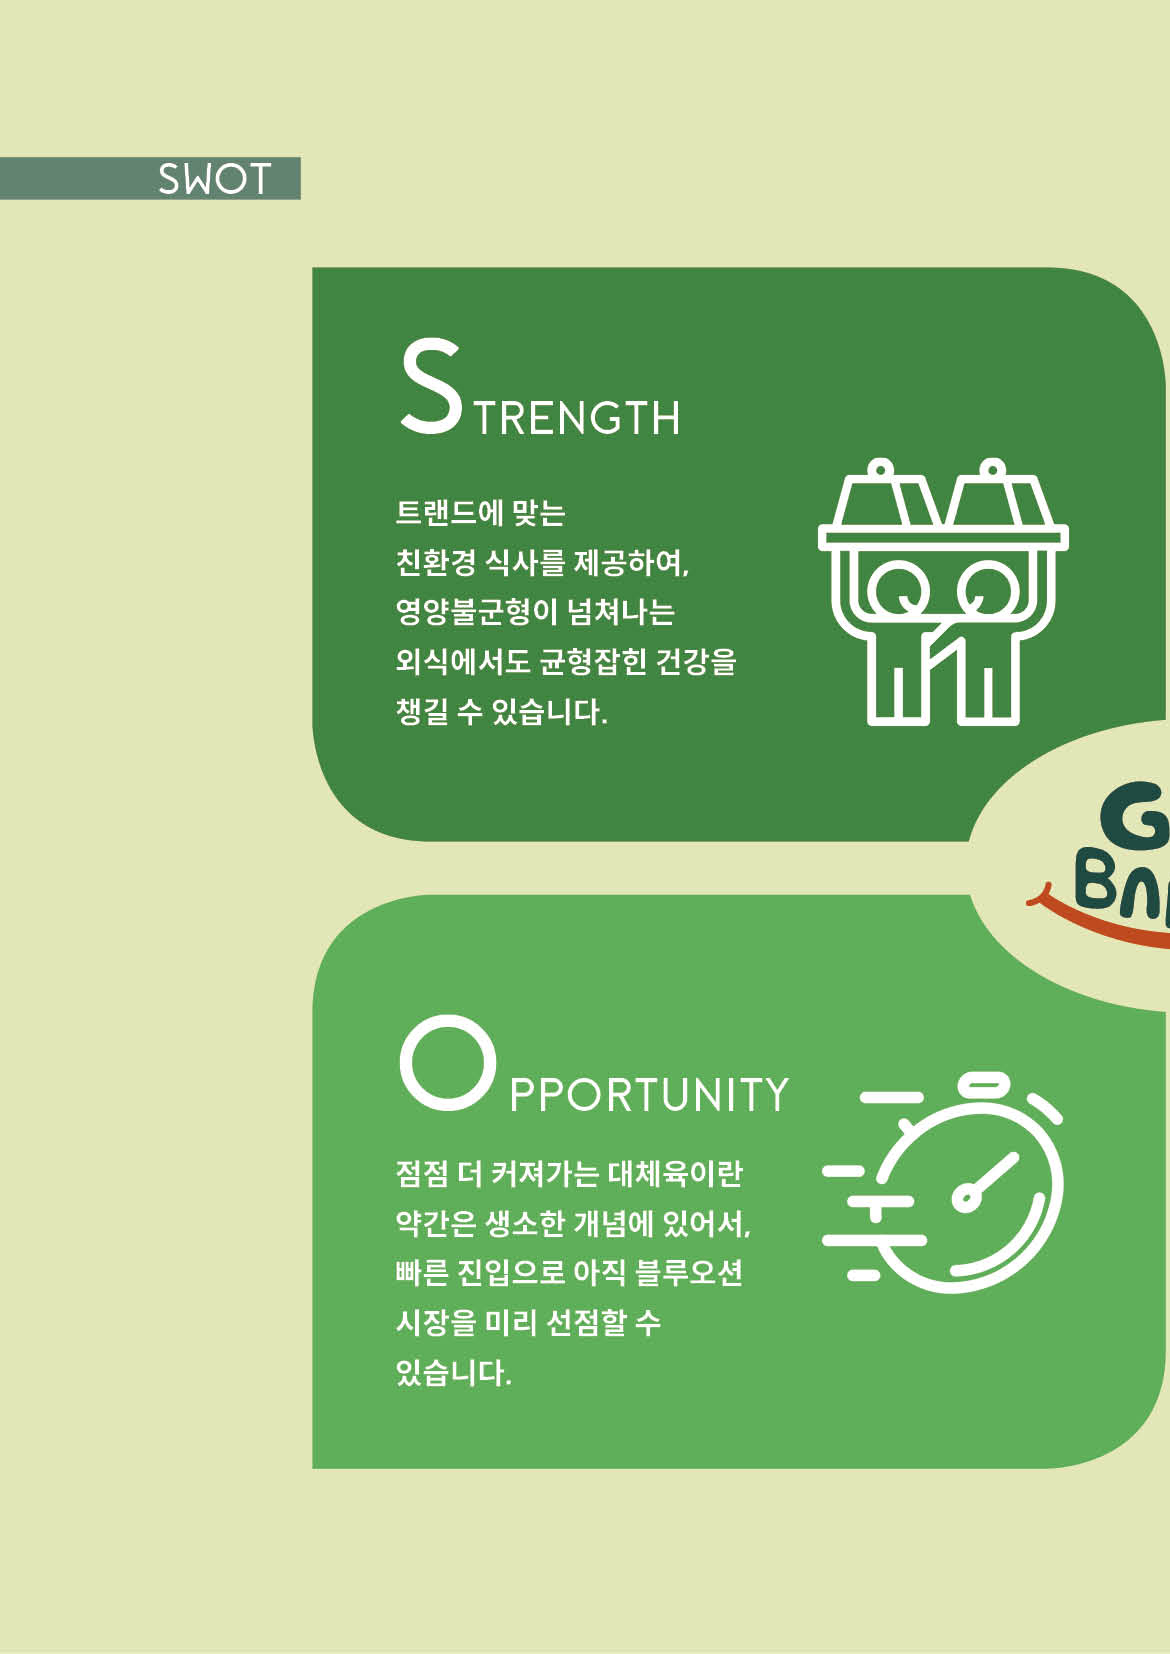 SWOT
STRENGTH
트랜드에 맞는
친환경 식사를 제공하여,
영양불균형이 넘쳐나는
외식에서도 균형잡힌 건강을
챙길 수 있습니다.
G
BA
OPPORTUNITY
점점 더 커져가는 대체육이란
약간은 생소한 개념에 있어서,
빠른 진입으로 아직 블루오션
시장을 미리 선점할 수
있습니다.